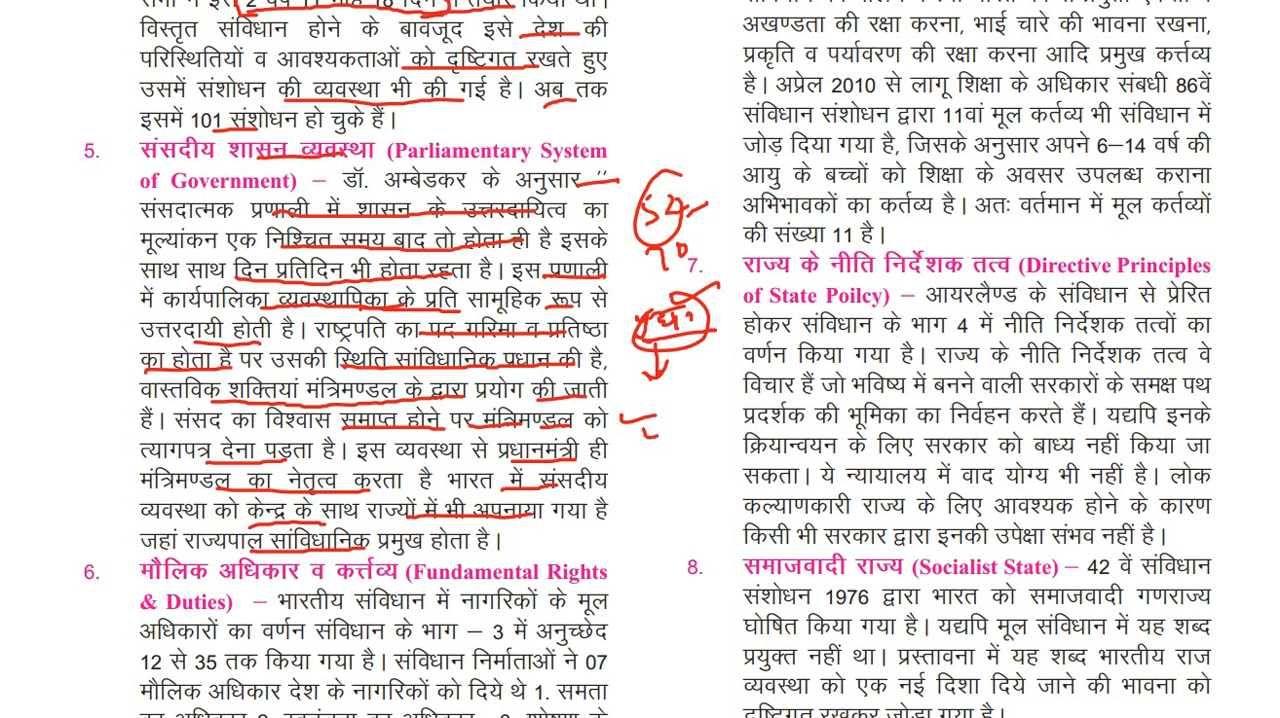 विस्तृत संविधान होने के बावजूद इसे देश की
परिस्थितियों व आवश्यकताओं को दृष्टिगत रखते हुए
उसमें संशोधन की व्यवस्था भी की गई है। अब तक
इसमें 101 संशोधन हो चुके हैं।
5. संसदीय शासन व्यवस्था (Parliamentary System
of Government) – डॉ. अम्बेडकर के अनुसार ''
संसदात्मक प्रणाली में शासन के उत्तरदायित्व का
मूल्यांकन एक निश्चित समय बाद तो होता ही है इसके
साथ साथ दिन प्रतिदिन भी होता रहता है। इस प्रणाली
में कार्यपालिका व्यवस्थापिका के प्रति सामूहिक रूप से
उत्तरदायी होती है। राष्ट्रपति का पद गरिमा व प्रतिष्ठा
का होता है पर उसकी स्थिति सांविधानिक प्रधान की है,
वास्तविक शक्तियां मंत्रिमण्डल के द्वारा प्रयोग की जाती
हैं। संसद का विश्वास समाप्त होने पर मंत्रिमण्डल को
त्यागपत्र देना पड़ता है। इस व्यवस्था से प्रधानमंत्री ही
मंत्रिमण्डल का नेतृत्व करता है भारत में संसदीय
व्यवस्था को केन्द्र के साथ राज्यों में भी अपनाया गया है
जहां राज्यपाल सांविधानिक प्रमुख होता है।
6. मौलिक अधिकार व कर्त्तव्य (Fundamental Rights
& Duties) – भारतीय संविधान में नागरिकों के मूल
अधिकारों का वर्णन संविधान के भाग – 3 में अनुच्छेद
12 से 35 तक किया गया है। संविधान निर्माताओं ने 07
मौलिक अधिकार देश के नागरिकों को दिये थे 1. समता
अखण्डता की रक्षा करना, भाई चारे की भावना रखना,
प्रकृति व पर्यावरण की रक्षा करना आदि प्रमुख कर्त्तव्य
है। अप्रेल 2010 से लागू शिक्षा के अधिकार संबधी 86वें
संविधान संशोधन द्वारा 11वां मूल कर्तव्य भी संविधान में
जोड़ दिया गया है, जिसके अनुसार अपने 6–14 वर्ष की
आयु के बच्चों को शिक्षा के अवसर उपलब्ध कराना
अभिभावकों का कर्तव्य है। अतः वर्तमान में मूल कर्तव्यों
की संख्या 11 है।
7. राज्य के नीति निर्देशक तत्व (Directive Principles
of State Poilcy) – आयरलैण्ड के संविधान से प्रेरित
होकर संविधान के भाग 4 में नीति निर्देशक तत्वों का
वर्णन किया गया है। राज्य के नीति निर्देशक तत्व वे
विचार हैं जो भविष्य में बनने वाली सरकारों के समक्ष पथ
प्रदर्शक की भूमिका का निर्वहन करते हैं। यद्यपि इनके
क्रियान्वयन के लिए सरकार को बाध्य नहीं किया जा
सकता। ये न्यायालय में वाद योग्य भी नहीं है। लोक
कल्याणकारी राज्य के लिए आवश्यक होने के कारण
किसी भी सरकार द्वारा इनकी उपेक्षा संभव नहीं है।
8. समाजवादी राज्य (Socialist State) – 42 वें संविधान
संशोधन 1976 द्वारा भारत को समाजवादी गणराज्य
घोषित किया गया है। यद्यपि मूल संविधान में यह शब्द
प्रयुक्त नहीं था। प्रस्तावना में यह शब्द भारतीय राज
व्यवस्था को एक नई दिशा दिये जाने की भावना को
दृष्टिगत रखकर जोड़ा गया है।